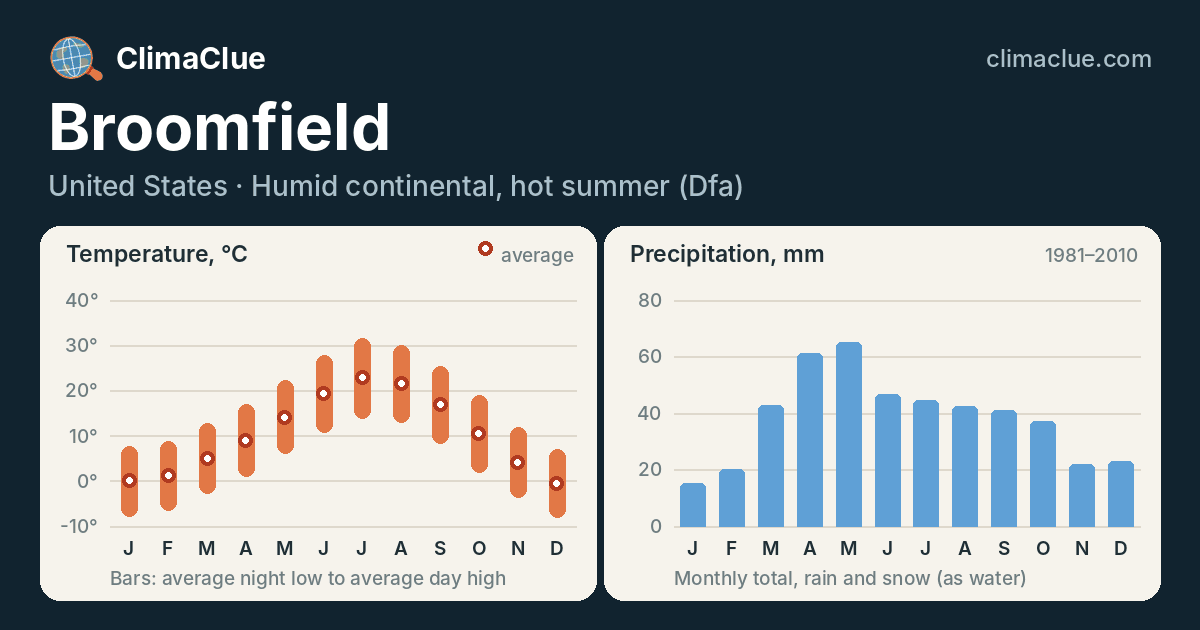 ClimaClue
climaclue.com
Broomfield
United States · Humid continental, hot summer (Dfa)
Temperature, °C
average
40°
30°
20°
10°
0°
-10°
J F M A M J J A S O N D
Bars: average night low to average day high
Precipitation, mm
1981–2010
80
60
40
20
0
J F M A M J J A S O N D
Monthly total, rain and snow (as water)